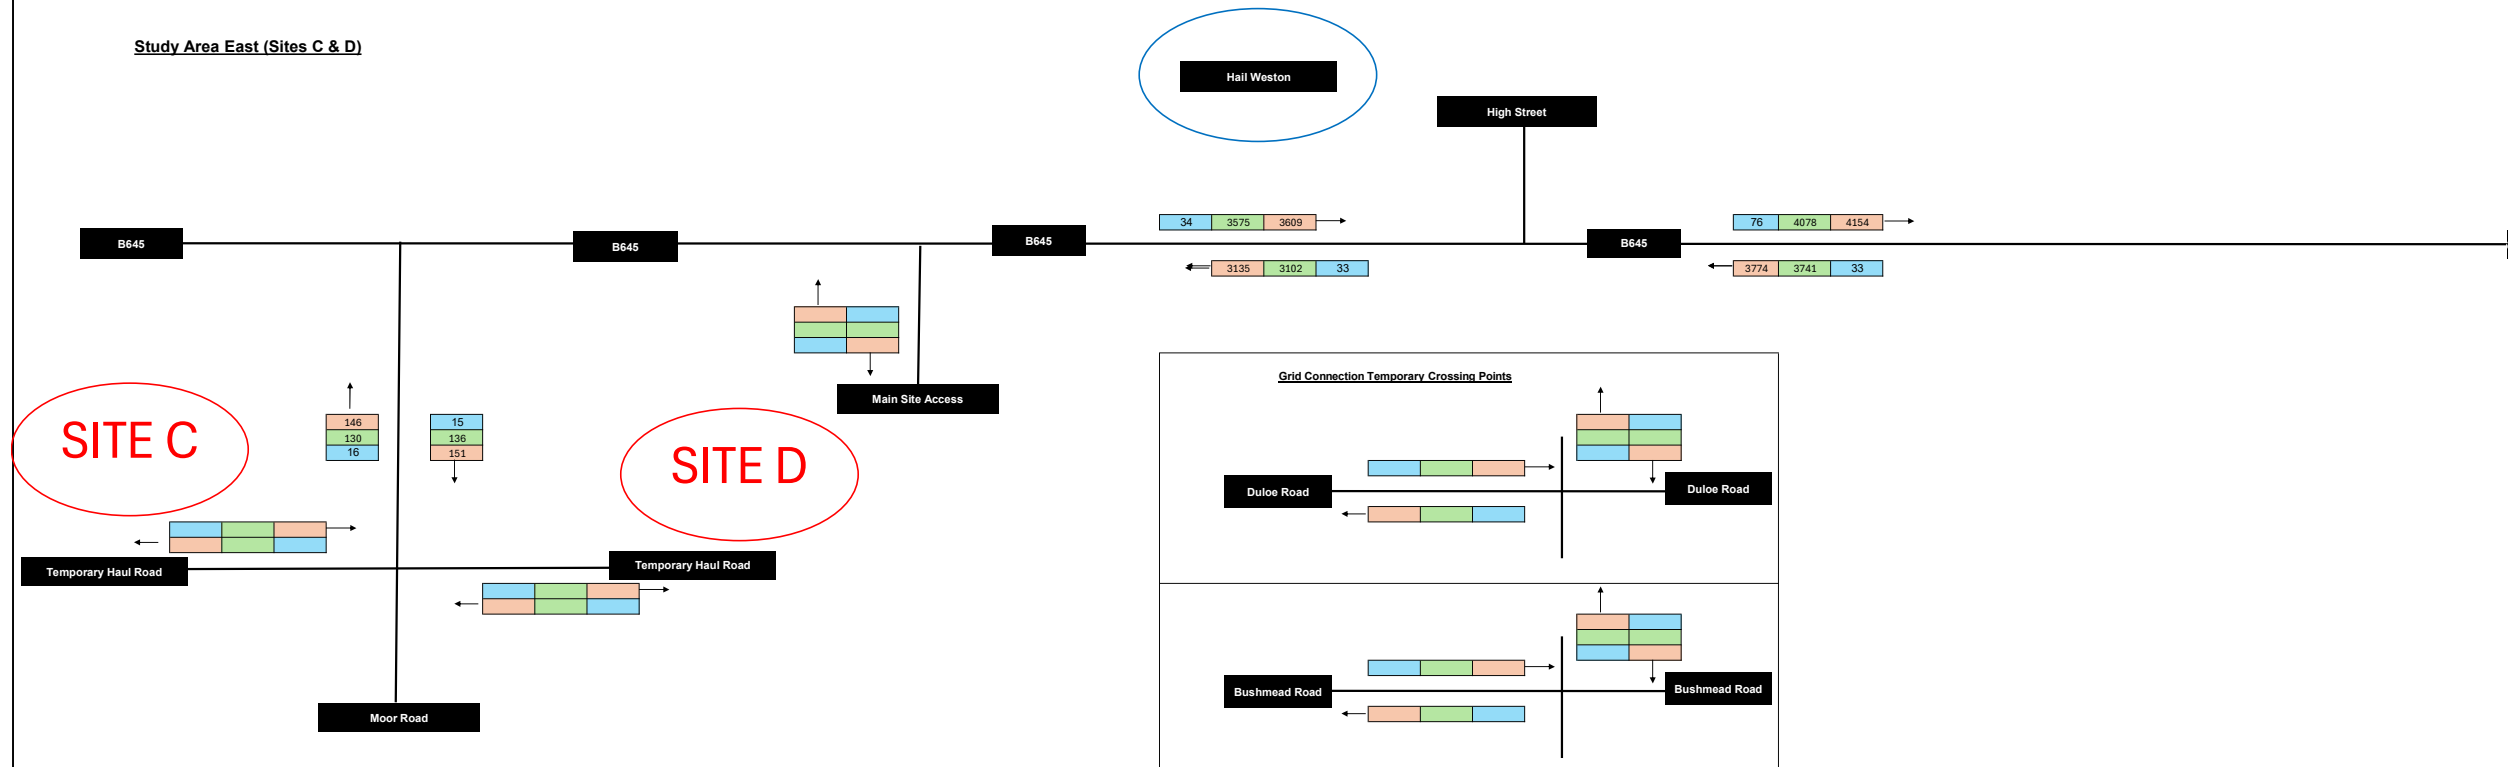 Study Area East (Sites C & D)
Hail Weston
High Street
34 3575 3609
76 4078 4154
B645
B645
B645
B645
3135 3102 33
3774 3741 33
Grid Connection Temporary Crossing Points
Main Site Access
SITE C
146
130
16
15
136
151
SITE D
Duloe Road
Duloe Road
Temporary Haul Road
Temporary Haul Road
Bushmead Road
Bushmead Road
Moor Road